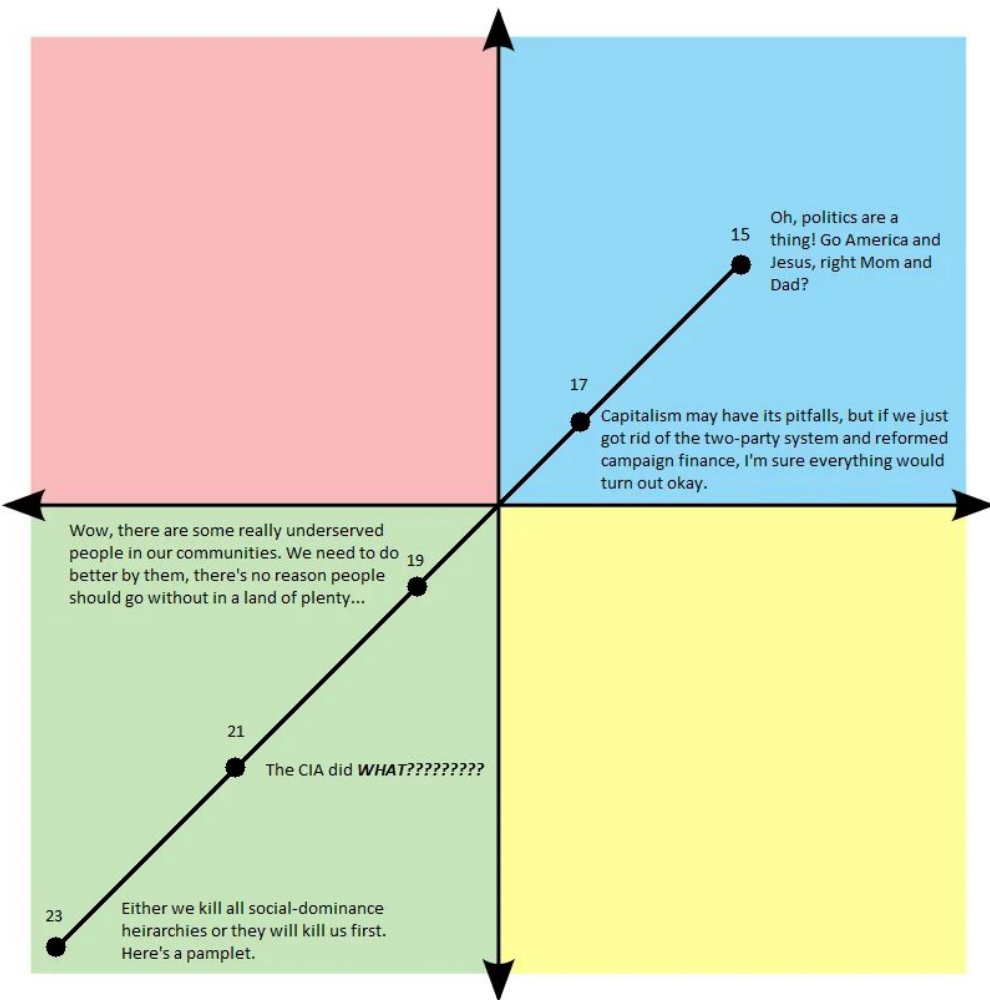 15
Oh, politics are a
thing! Go America and
Jesus, right Mom and
Dad?
17
Capitalism may have its pitfalls, but if we just
got rid of the two-party system and reformed
campaign finance, I'm sure everything would
turn out okay.
Wow, there are some really underserved
people in our communities. We need to do
better by them, there's no reason people
should go without in a land of plenty...
19
21
The CIA did WHAT?????????
23
Either we kill all social-dominance
heirarchies or they will kill us first.
Here's a pamplet.